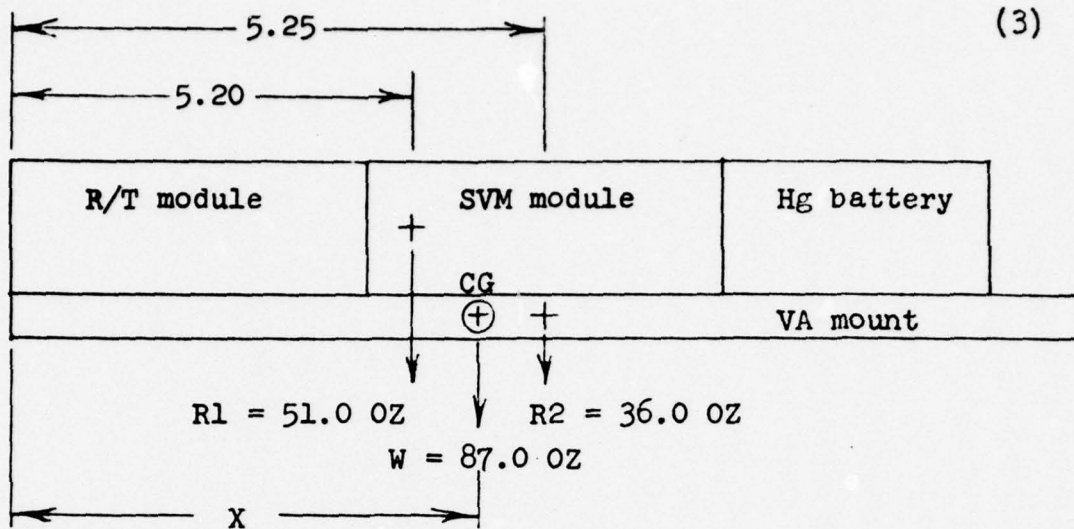 (3)
5.25
5.20
R/T module
SVM module
Hg battery
CG
VA mount
R1 = 51.0 OZ
R2 = 36.0 OZ
W = 87.0 OZ
X